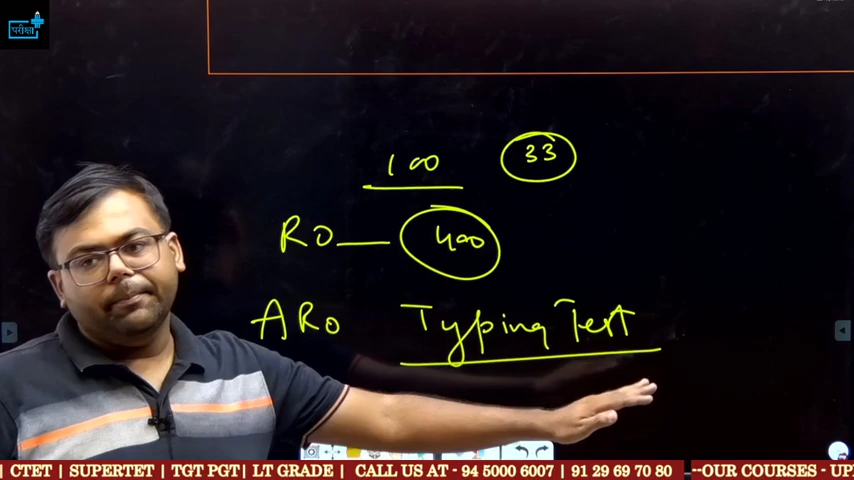 परीक्षा
100 33
RO — 400
ARO Typing Test
| CTET | SUPERTET | TGT PGT| LT GRADE | CALL US AT - 94 5000 6007 | 91 29 69 70 80 --OUR COURSES - UP